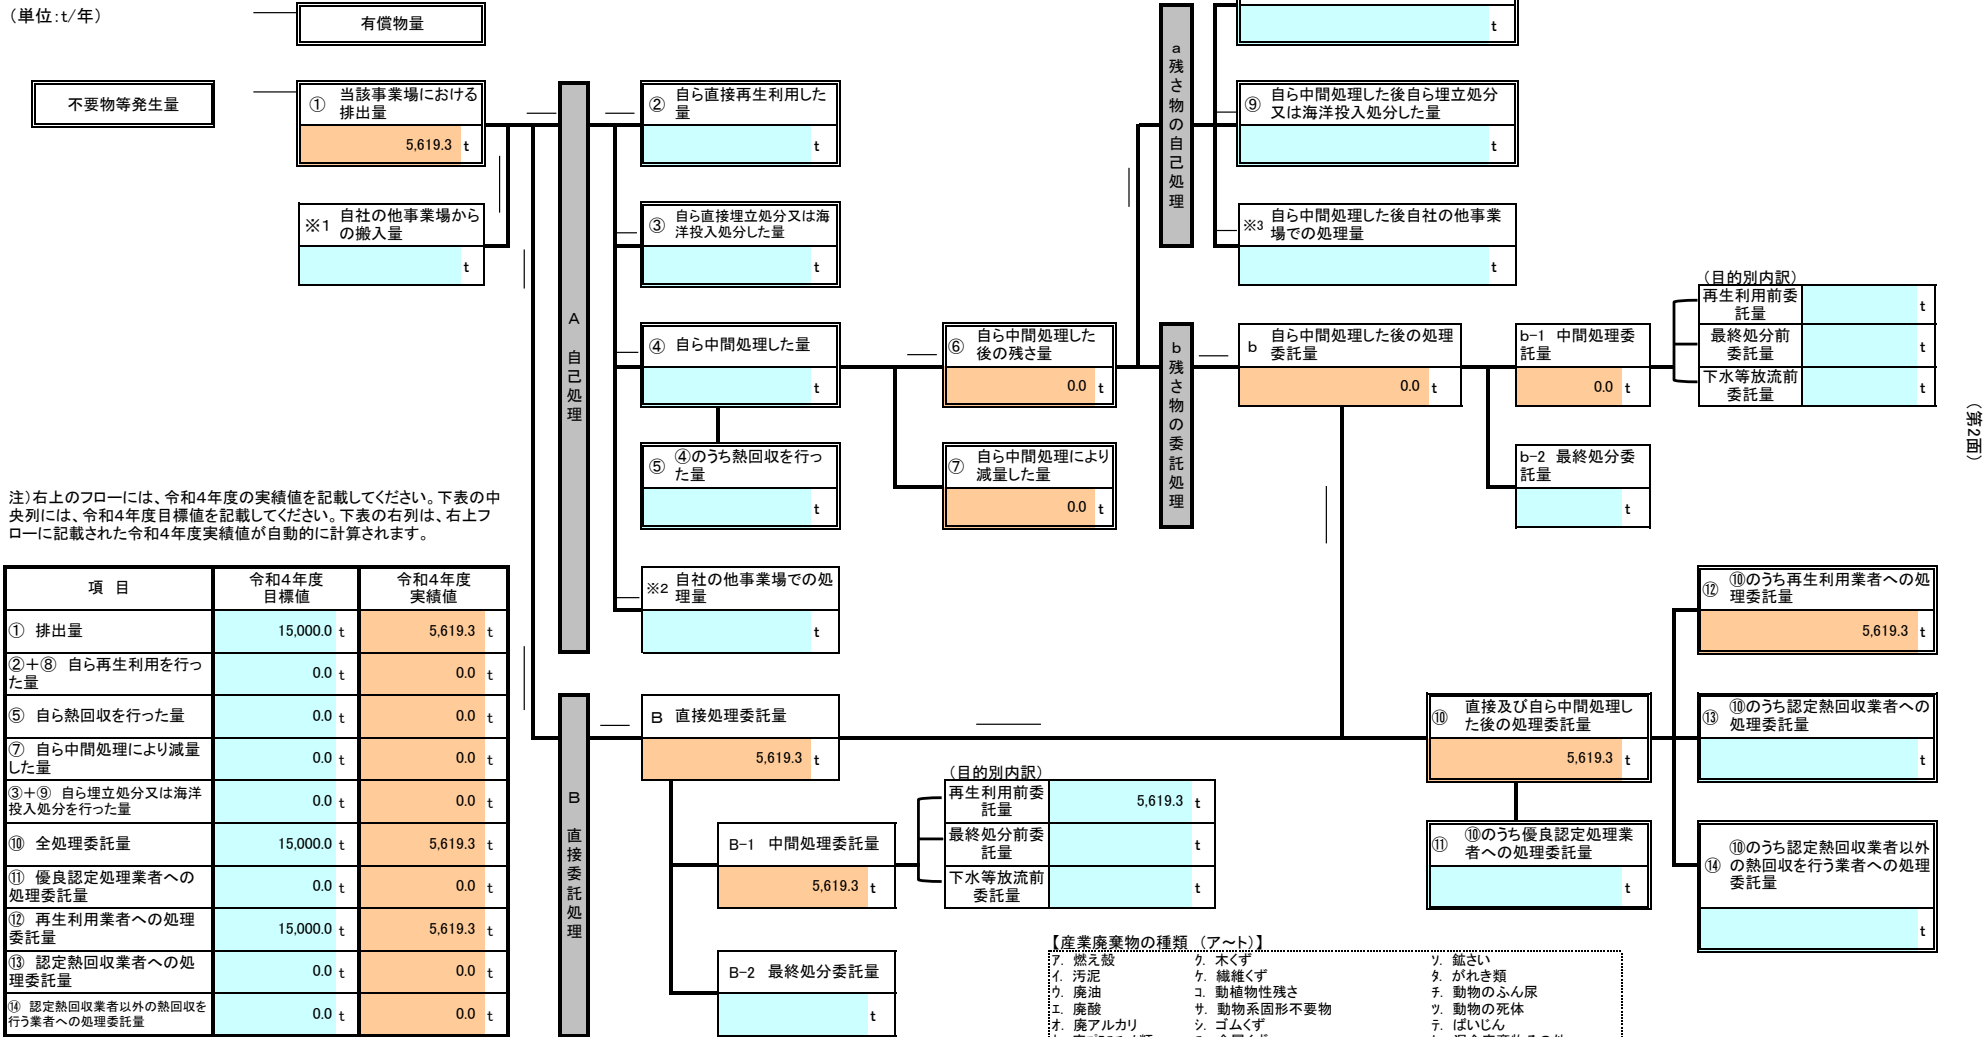 （単位：t/年）
有償物量
不要物等発生量
① 当該事業場における
排出量
5,619.3 t
※1 自社の他事業場から
の搬入量
t
A 自己処理
② 自ら直接再生利用した
量
t
③ 自ら直接埋立処分又は海
洋投入処分した量
t
④ 自ら中間処理した量
t
⑤ ④のうち熱回収を行っ
た量
t
※2 自社の他事業場での処
理量
t
⑥ 自ら中間処理した
後の残さ量
0.0 t
⑦ 自ら中間処理により
減量した量
0.0 t
a 残さ物の自己処理
t
⑨ 自ら中間処理した後自ら埋立処分
又は海洋投入処分した量
t
※3 自ら中間処理した後自社の他事業
場での処理量
t
b 残さ物の委託処理
b 自ら中間処理した後の処理
委託量
0.0 t
b-1 中間処理委
託量
0.0 t
b-2 最終処分委
託量
t
（目的別内訳）
再生利用前委
託量
t
最終処分前
委託量
t
下水等放流前
委託量
t
（第2面）
注）右上のフローには、令和4年度の実績値を記載してください。下表の中
央列には、令和4年度目標値を記載してください。下表の右列は、右上フ
ローに記載された令和4年度実績値が自動的に計算されます。
項 目 令和4年度
目標値 令和4年度
実績値
① 排出量 15,000.0 t 5,619.3 t
②＋⑧ 自ら再生利用を行っ
た量 0.0 t 0.0 t
⑤ 自ら熱回収を行った量 0.0 t 0.0 t
⑦ 自ら中間処理により減量
した量 0.0 t 0.0 t
③＋⑨ 自ら埋立処分又は海洋
投入処分を行った量 0.0 t 0.0 t
⑩ 全処理委託量 15,000.0 t 5,619.3 t
⑪ 優良認定処理業者への
処理委託量 0.0 t 0.0 t
⑫ 再生利用業者への処理
委託量 15,000.0 t 5,619.3 t
⑬ 認定熱回収業者への処
理委託量 0.0 t 0.0 t
⑭ 認定熱回収業者以外の熱回収を
行う業者への処理委託量 0.0 t 0.0 t
B 直接委託処理
B 直接処理委託量
5,619.3 t
B-1 中間処理委託量
5,619.3 t
B-2 最終処分委託量
t
（目的別内訳）
再生利用前委
託量
5,619.3 t
最終処分前委
託量
t
下水等放流前
委託量
t
⑩ 直接及び自ら中間処理し
た後の処理委託量
5,619.3 t
⑪ ⑩のうち優良認定処理業
者への処理委託量
t
⑫ ⑩のうち再生利用業者への処
理委託量
5,619.3 t
⑬ ⑩のうち認定熱回収業者への
処理委託量
t
⑭ ⑩のうち認定熱回収業者以外
の熱回収を行う業者への処理
委託量
t
【産業廃棄物の種類 （ア～ト）】
ア. 燃え殻 ク. 木くず ソ. 鉱さい
イ. 汚泥 ケ. 繊維くず タ. がれき類
ウ. 廃油 コ. 動植物性残さ チ. 動物のふん尿
エ. 廃酸 サ. 動物系固形不要物 ツ. 動物の死体
オ. 廃アルカリ シ. ゴムくず テ. ばいじん